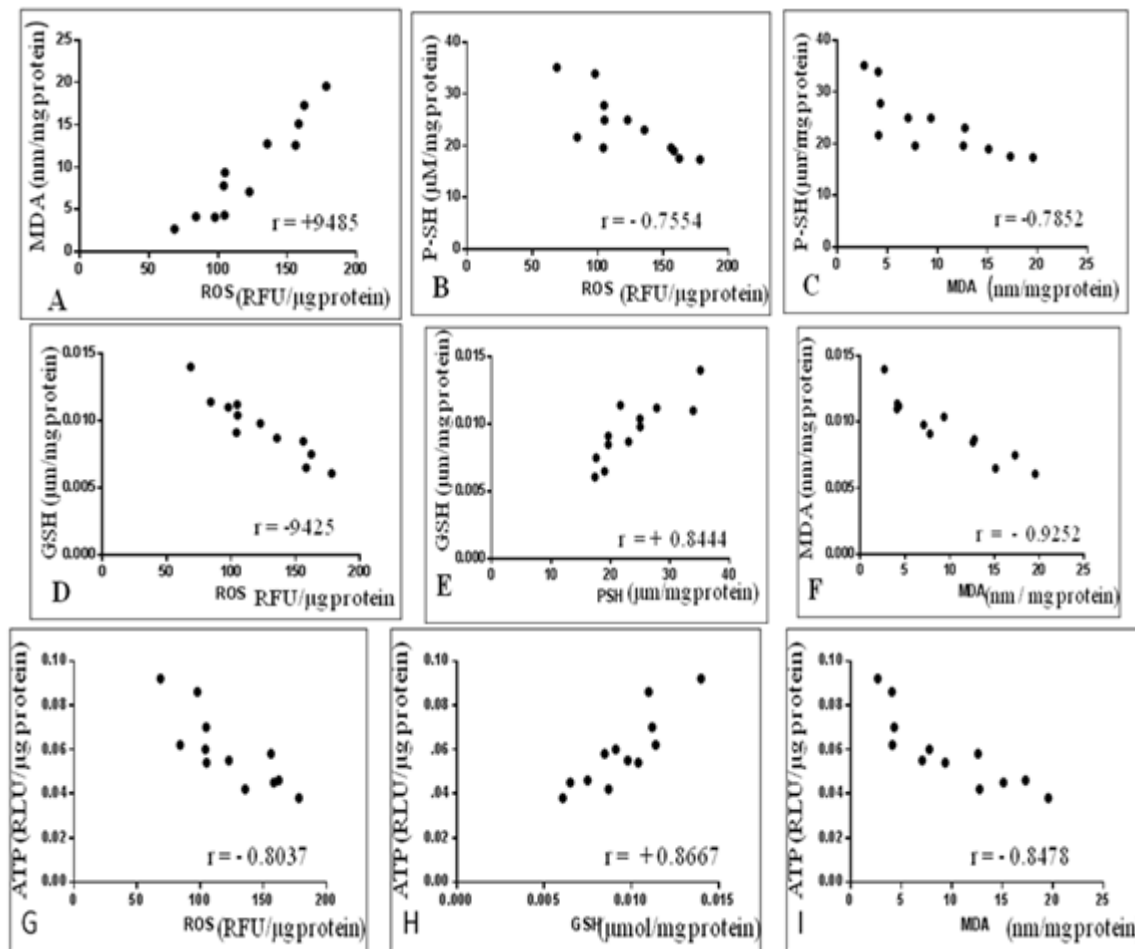 MDA (nm/mgprotein)
25
20
15
10
5
0
0
50
100
150
200
r = +9485
A
ROS (RFU/µgprotein)
P-SH (µM/mgprotein)
40
30
20
10
0
0
50
100
150
200
r = - 0.7554
B
ROS (RFU/µgprotein)
P-SH (µmr/mgprotein)
40
30
20
10
0
0
5
10
15
20
25
r = -0.7852
C
MDA (nm/mgprotein)
GSH (µm/mgprotein)
0.015
0.010
0.005
0.000
0
50
100
150
200
r = -9425
D
ROS RFU/µgprotein
GSH (µm/mgprotein)
0.015
0.010
0.005
0.000
0
10
20
30
40
r = + 0.8444
E
PSH (µm/mgprotein)
MDA (nm/mgprotein)
0.015
0.010
0.005
0.000
0
5
10
15
20
25
r = - 0.9252
F
MDA (nm / mgprotein)
ATP (RLU/µgprotein)
0.10
0.08
0.06
.04
0.02
0.00
0
50
100
150
200
r = - 0.8037
G
ROS (RFU/µgprotein)
ATP (RLU/µgprotein)
0.10
0.08
0.06
.04
0.02
0.00
0.000
0.005
0.010
0.015
r = +0.8667
H
GSH(µmol/mgprotein)
ATP (RLU/µgprotein)
0.10
0.08
0.06
.04
0.02
0.00
0
5
10
15
20
25
r = - 0.8478
I
MDA (nm/mgprotein)